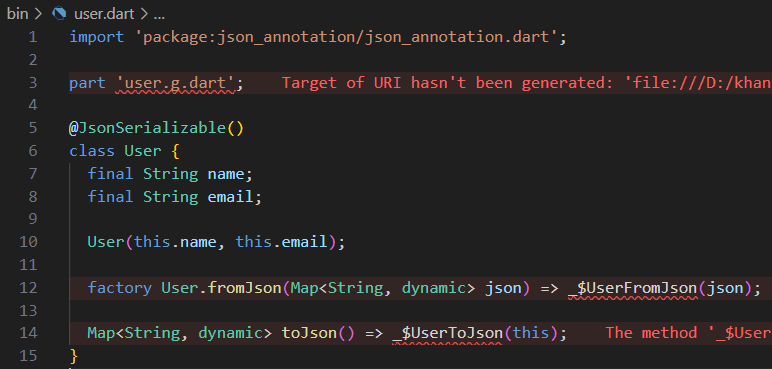 bin > user.dart > ...
1 import 'package:json_annotation/json_annotation.dart';
2
3 part 'user.g.dart'; Target of URI hasn't been generated: 'file:///D:/khan
4
5 @JsonSerializable()
6 class User {
7 final String name;
8 final String email;
9
10 User(this.name, this.email);
11
12 factory User.fromJson(Map<String, dynamic> json) => _$UserFromJson(json);
13
14 Map<String, dynamic> toJson() => _$UserToJson(this); The method '_$User
15 }